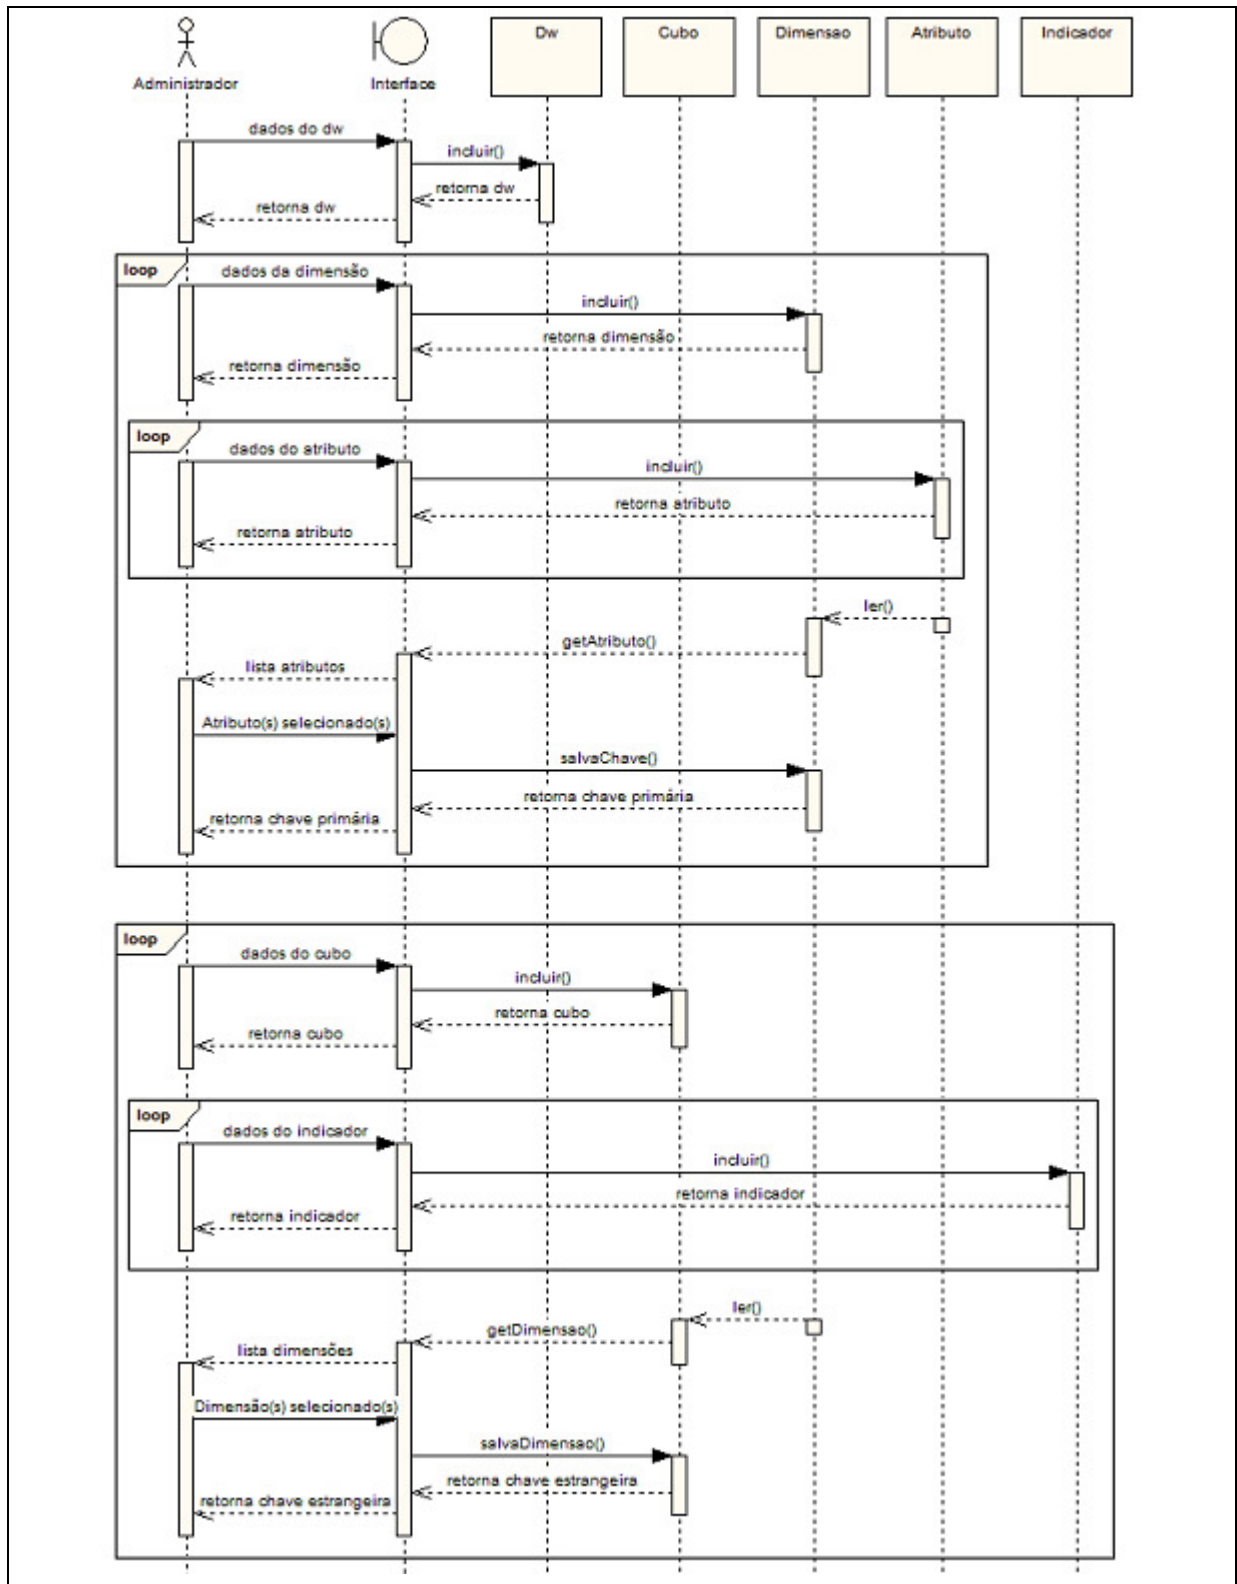 Dw
Cubo
Dimensao
Atributo
Indicador
Administrador
Interface
dados do dw
incluir()
retorna dw
retorna dw
loop
dados da dimensão
incluir()
retorna dimensão
retorna dimensão
loop
dados do atributo
incluir()
retorna atributo
retorna atributo
ler()
getAtributo()
lista atributos
Atributo(s) selecionado(s)
salvaChave()
retorna chave primária
retorna chave primária
loop
dados do cubo
incluir()
retorna cubo
retorna cubo
loop
dados do indicador
incluir()
retorna indicador
retorna indicador
ler()
getDimensao()
lista dimensões
Dimensão(s) selecionado(s)
salvaDimensao()
retorna chave estrangeira
retorna chave estrangeira